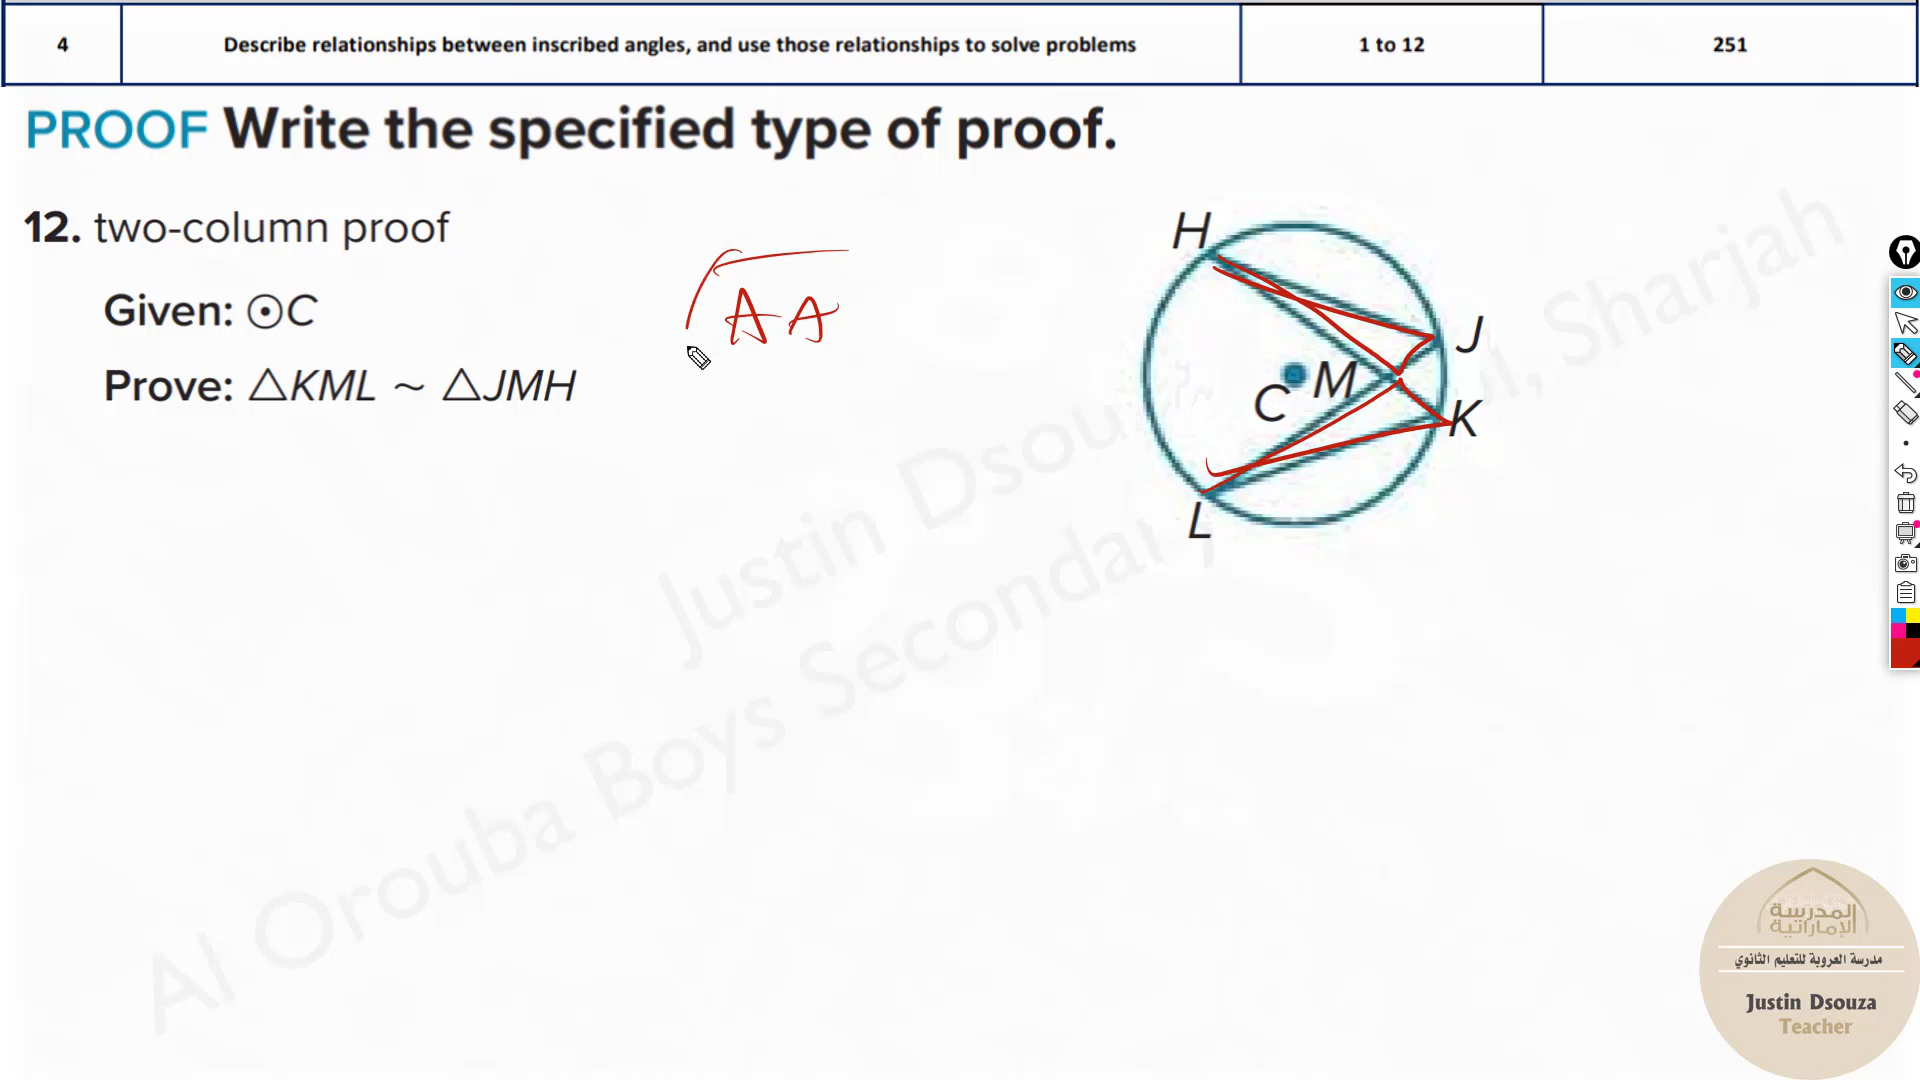 4 Describe relationships between inscribed angles, and use those relationships to solve problems 1 to 12 251
PROOF Write the specified type of proof.
12. two-column proof
Given: ⊙C
Prove: △KML ~ △JMH
AA
H
J
C M
K
L
Justin Dsouza
Al Orouba Boys Secondary
Sharjah
المدرسة
الإماراتية
مدرسة العروبة للتعليم الثانوي
Justin Dsouza
Teacher